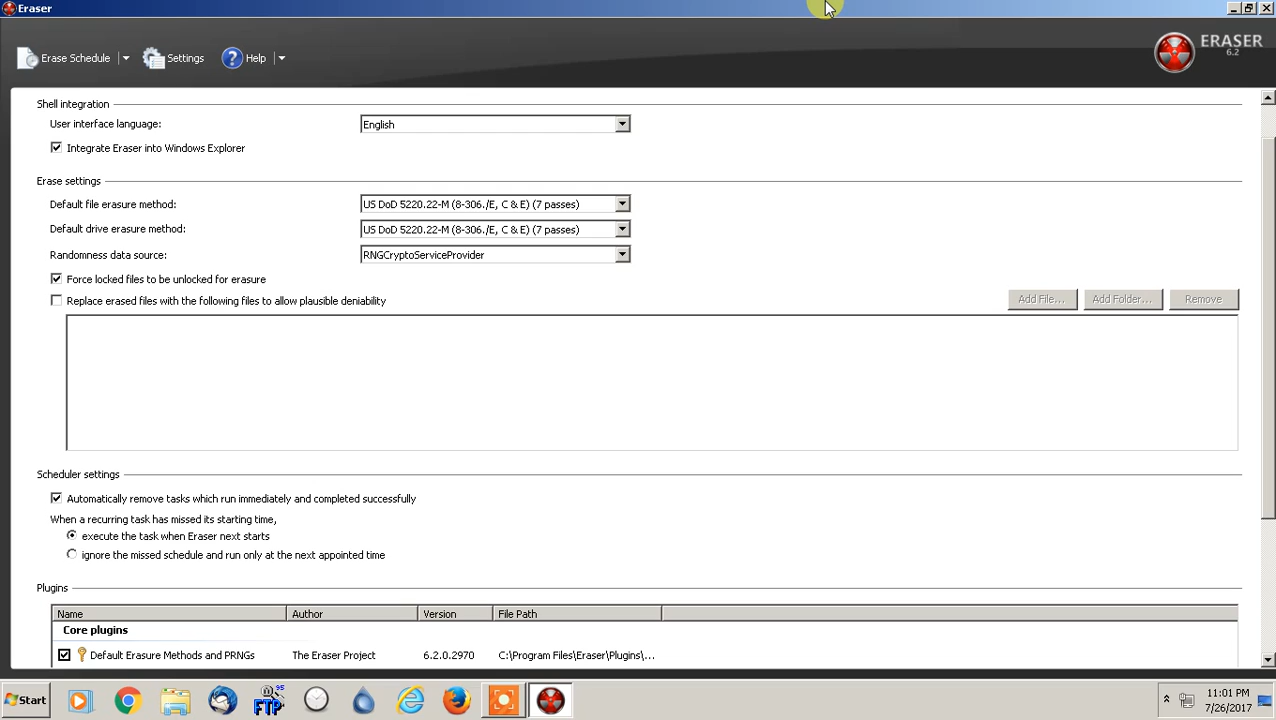 Eraser
Erase Schedule
Settings
? Help
ERASER
6.2
Shell integration
User interface language:
English
Integrate Eraser into Windows Explorer
Erase settings
Default file erasure method:
US DoD 5220.22-M (8-306./E, C & E) (7 passes)
Default drive erasure method:
US DoD 5220.22-M (8-306./E, C & E) (7 passes)
Randomness data source:
RNGCryptoServiceProvider
Force locked files to be unlocked for erasure
Replace erased files with the following files to allow plausible deniability
Add File...
Add Folder...
Remove
Scheduler settings
Automatically remove tasks which run immediately and completed successfully
When a recurring task has missed its starting time,
execute the task when Eraser next starts
ignore the missed schedule and run only at the next appointed time
Plugins
Name Author Version File Path
Core plugins
Default Erasure Methods and PRNGs The Eraser Project 6.2.0.2970 C:\Program Files\Eraser\Plugins\...
Start
FTP
11:01 PM
7/26/2017